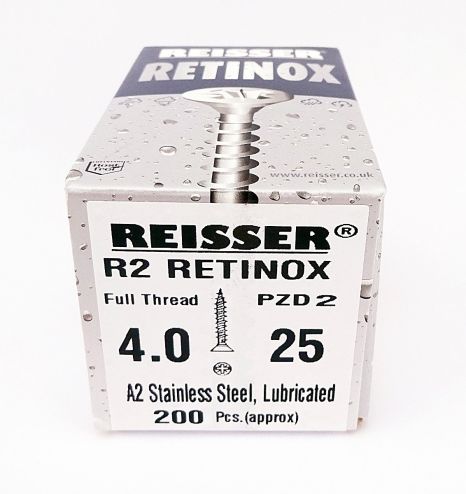 REISSER
RETINOX
www.reisser.co.uk
REISSER®
R2 RETINOX
Full Thread PZD 2
4.0 25
A2 Stainless Steel, Lubricated
200 Pcs.(approx)